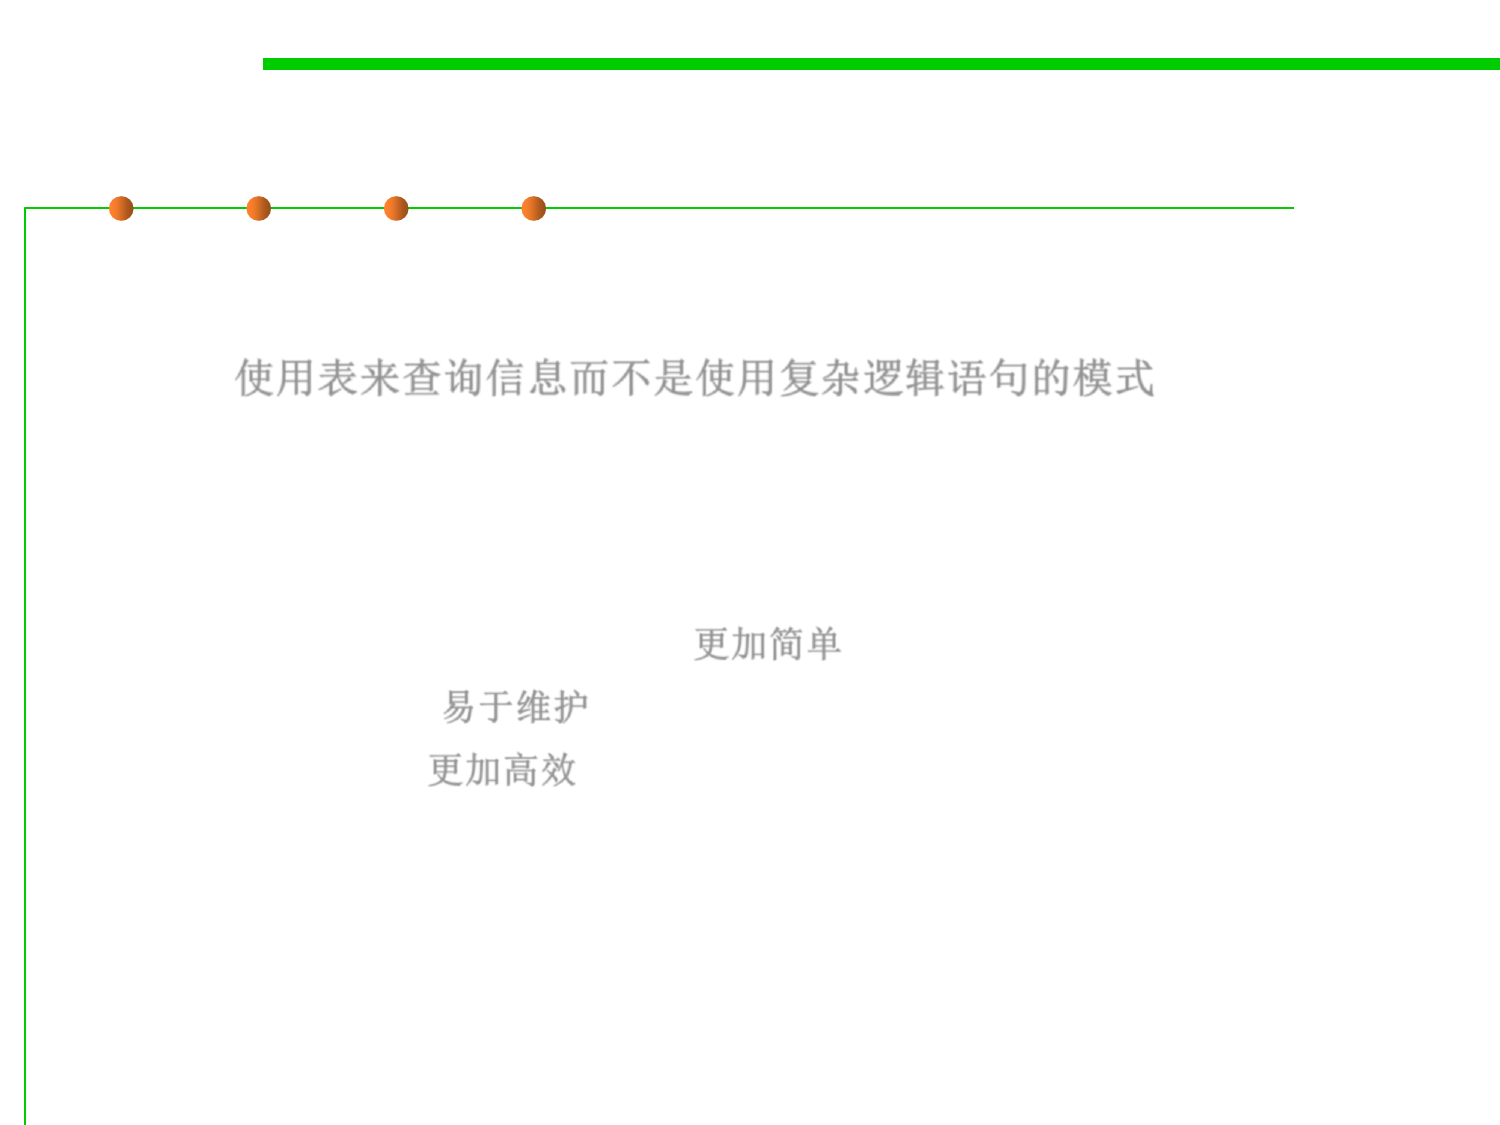 使用表来查询信息而不是使用复杂逻辑语句的模式
更加简单
易于维护
更加高效